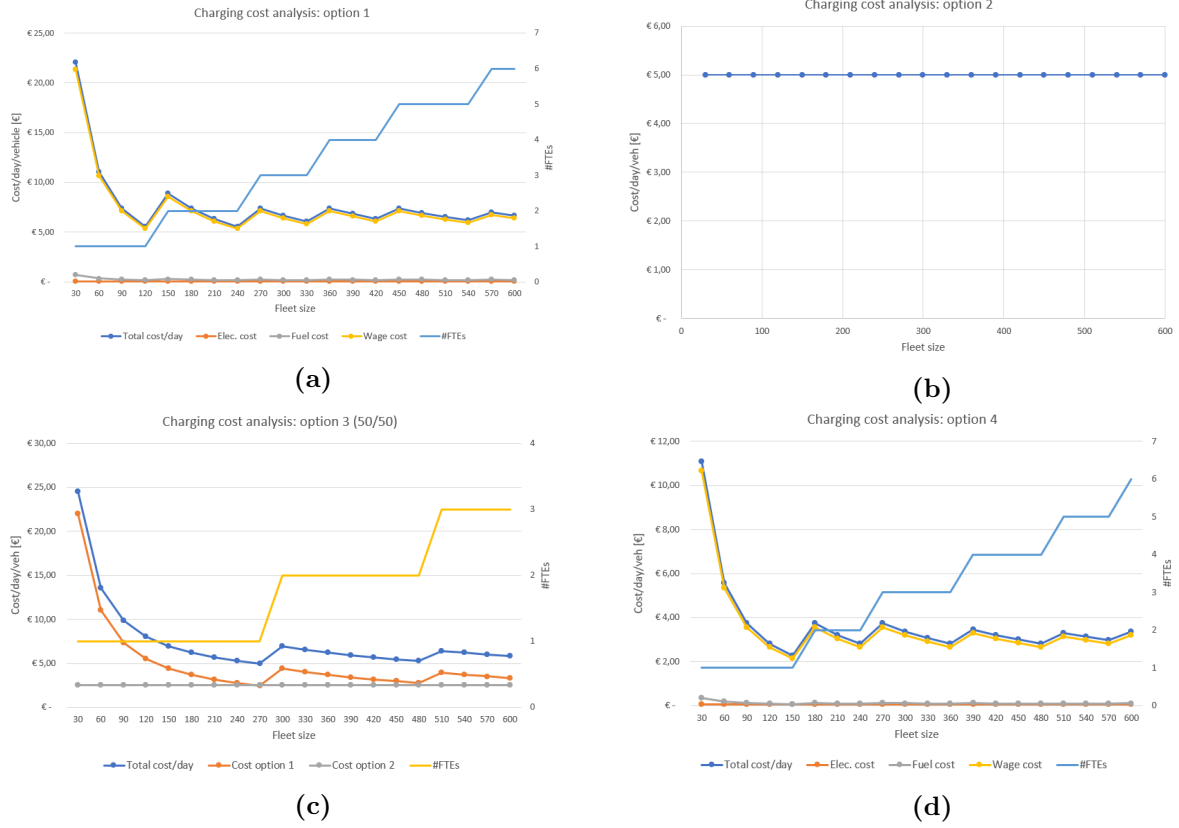 Charging cost analysis: option 1
€ 25,00
€ 20,00
€ 15,00
€ 10,00
€ 5,00
€ -
Cost/day/vehicle [€]
7
6
5
4
3
2
1
0
#FTEs
30 60 90 120 150 180 210 240 270 300 330 360 390 420 450 480 510 540 570 600
Fleet size
Total cost/day Elec. cost Fuel cost Wage cost #FTEs
(a)
Charging cost analysis: option 2
€ 6,00
€ 5,00
€ 4,00
€ 3,00
€ 2,00
€ 1,00
€ -
Cost/day/veh [€]
0 100 200 300 400 500 600
Fleet size
(b)
Charging cost analysis: option 3 (50/50)
€ 30,00
€ 25,00
€ 20,00
€ 15,00
€ 10,00
€ 5,00
€ -
Cost/day/veh [€]
4
3
2
1
0
#FTEs
30 60 90 120 150 180 210 240 270 300 330 360 390 420 450 480 510 540 570 600
Fleet size
Total cost/day Cost option 1 Cost option 2 #FTEs
(c)
Charging cost analysis: option 4
€ 12,00
€ 10,00
€ 8,00
€ 6,00
€ 4,00
€ 2,00
€ -
Cost/day/veh [€]
7
6
5
4
3
2
1
0
#FTEs
30 60 90 120 150 180 210 240 270 300 330 360 390 420 450 480 510 540 570 600
Fleet size
Total cost/day Elec. cost Fuel cost Wage cost #FTEs
(d)